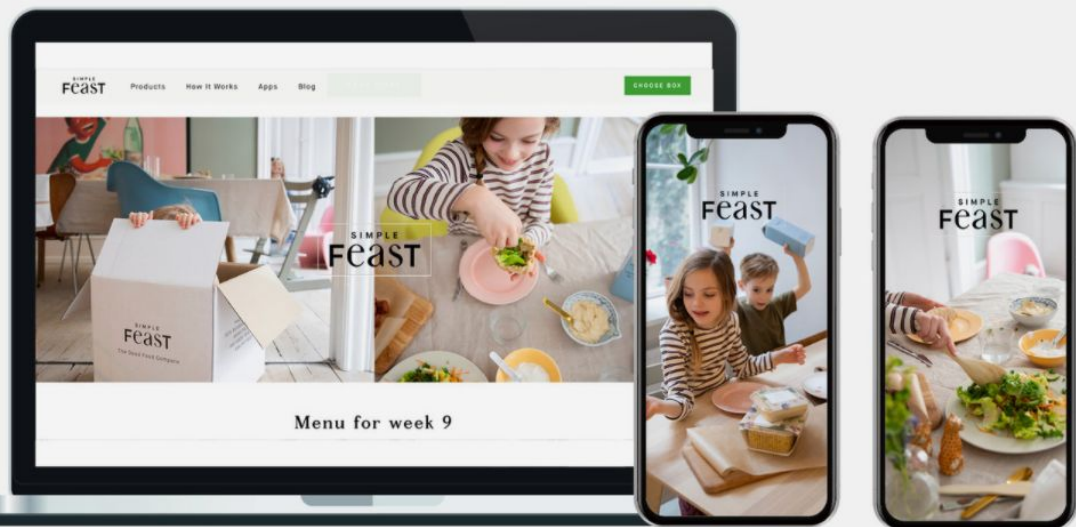 SIMPLE
Feast
Products
How It Works
Apps
Blog
CHOOSE BOX
SIMPLE
Feast
SIMPLE
Feast
The Good Food Company
Menu for week 9
SIMPLE
Feast
SIMPLE
Feast